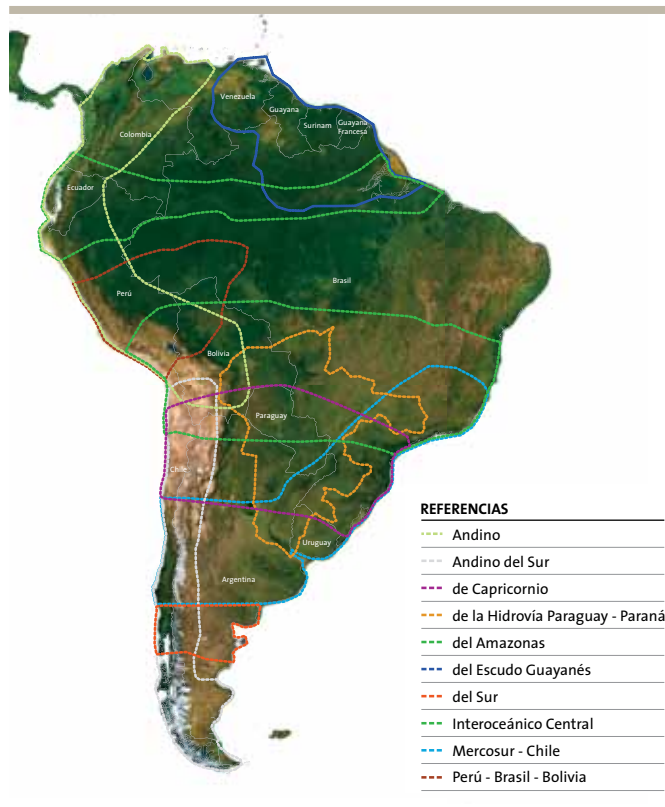 Venezuela
Guayana
Surinam
Guayana
Francesá
Colombia
Ecuador
Brasil
Perú
Bolivia
Paraguay
Chile
Uruguay
Argentina
REFERENCIAS
Andino
Andino del Sur
de Capricornio
de la Hidrovía Paraguay - Paraná
del Amazonas
del Escudo Guayanés
del Sur
Interoceánico Central
Mercosur - Chile
Perú - Brasil - Bolivia